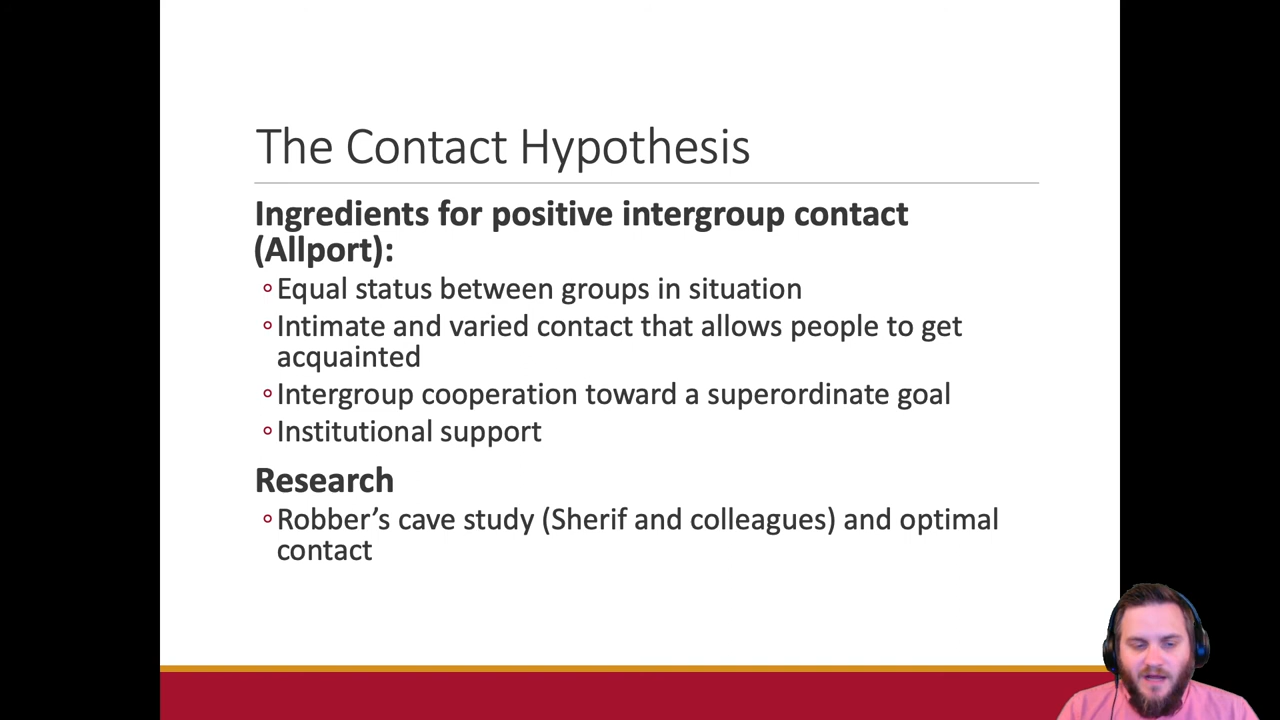 The Contact Hypothesis
Ingredients for positive intergroup contact
(Allport):
◦Equal status between groups in situation
◦Intimate and varied contact that allows people to get
acquainted
◦Intergroup cooperation toward a superordinate goal
◦Institutional support
Research
◦Robber’s cave study (Sherif and colleagues) and optimal
contact